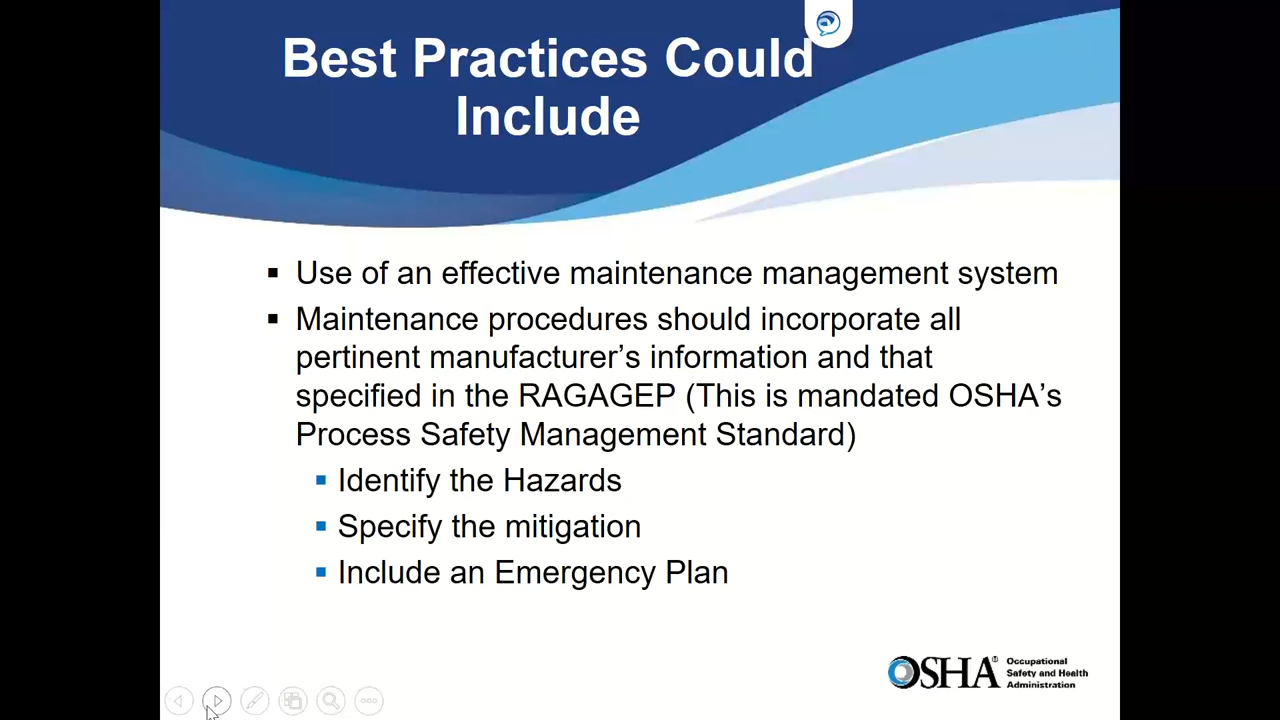 Best Practices Could
Include
▪ Use of an effective maintenance management system
▪ Maintenance procedures should incorporate all
pertinent manufacturer’s information and that
specified in the RAGAGEP (This is mandated OSHA’s
Process Safety Management Standard)
▪ Identify the Hazards
▪ Specify the mitigation
▪ Include an Emergency Plan
OSHA®
Occupational
Safety and Health
Administration